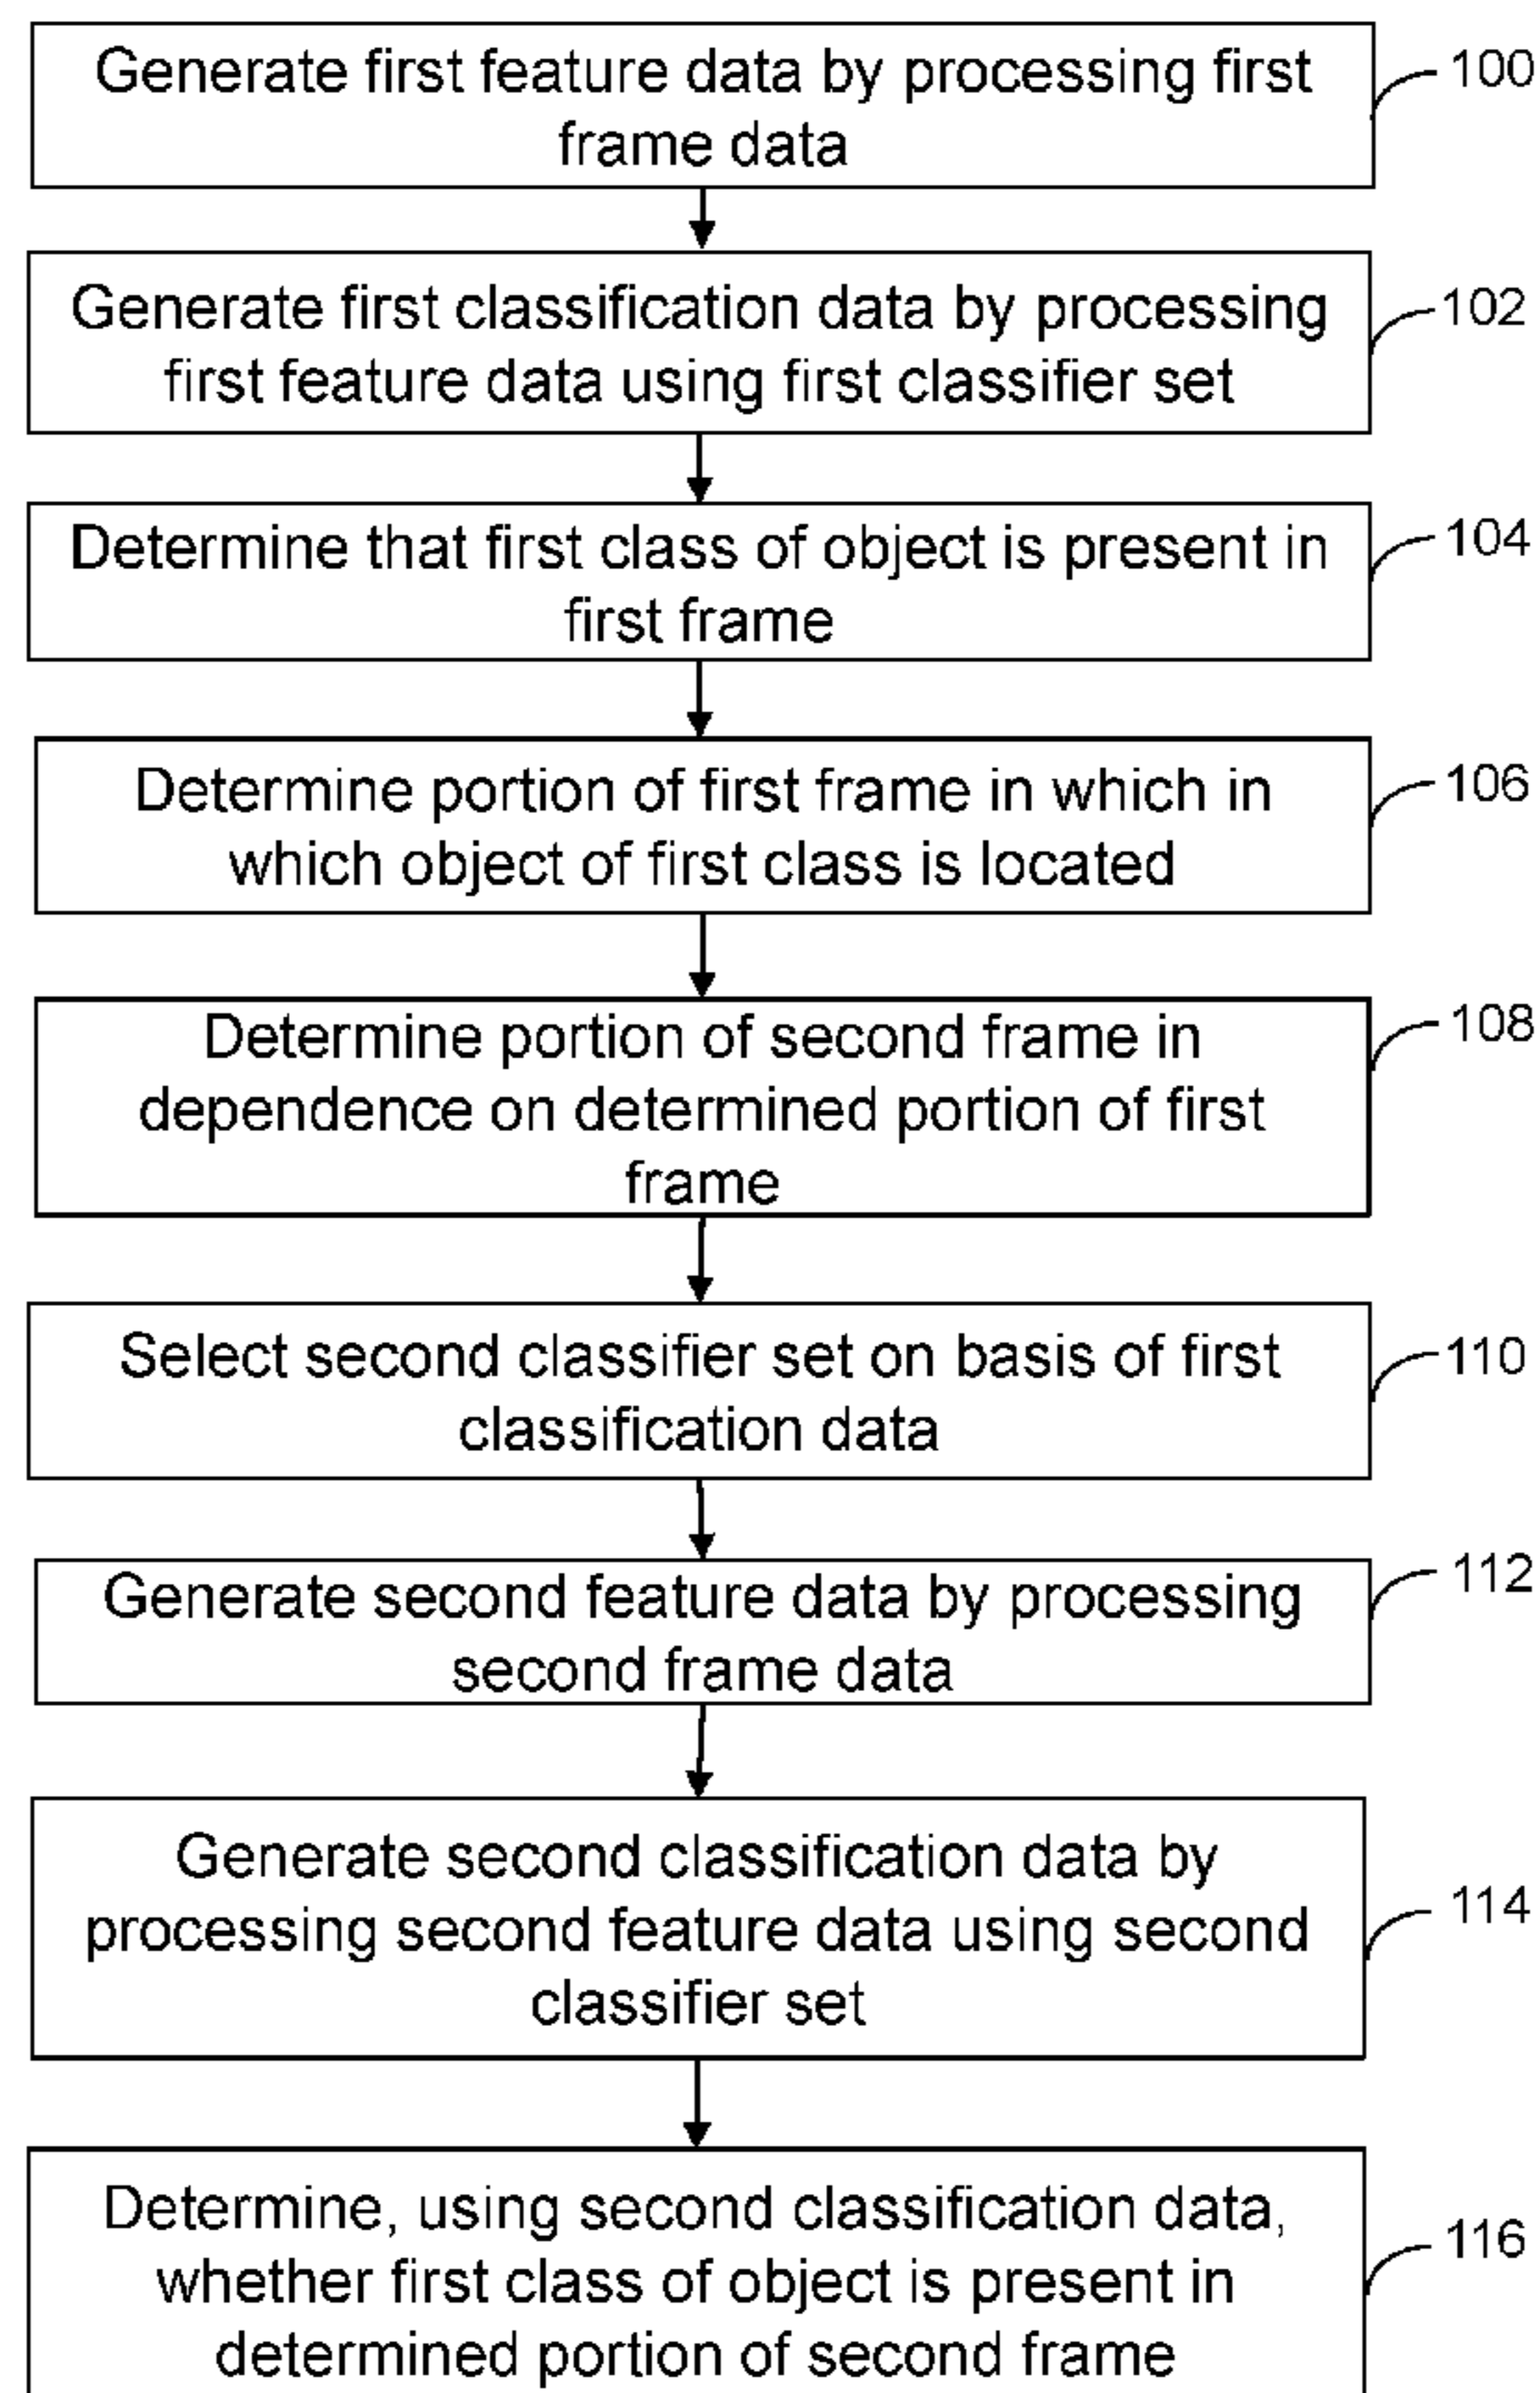 Generate first feature data by processing first
frame data
100
Generate first classification data by processing
first feature data using first classifier set
102
Determine that first class of object is present in
first frame
104
Determine portion of first frame in which in
which object of first class is located
106
Determine portion of second frame in
dependence on determined portion of first
frame
108
Select second classifier set on basis of first
classification data
110
Generate second feature data by processing
second frame data
112
Generate second classification data by
processing second feature data using second
classifier set
114
Determine, using second classification data,
whether first class of object is present in
determined portion of second frame
116